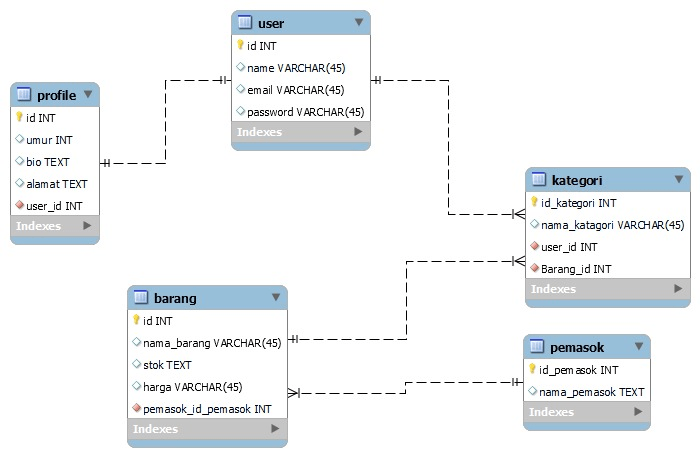 user
id INT
name VARCHAR(45)
email VARCHAR(45)
password VARCHAR(45)
Indexes
profile
id INT
umur INT
bio TEXT
alamat TEXT
user_id INT
Indexes
kategori
id_kategori INT
nama_katagori VARCHAR(45)
user_id INT
Barang_id INT
Indexes
barang
id INT
nama_barang VARCHAR(45)
stok TEXT
harga VARCHAR(45)
pemasok_id_pemasok INT
Indexes
pemasok
id_pemasok INT
nama_pemasok TEXT
Indexes